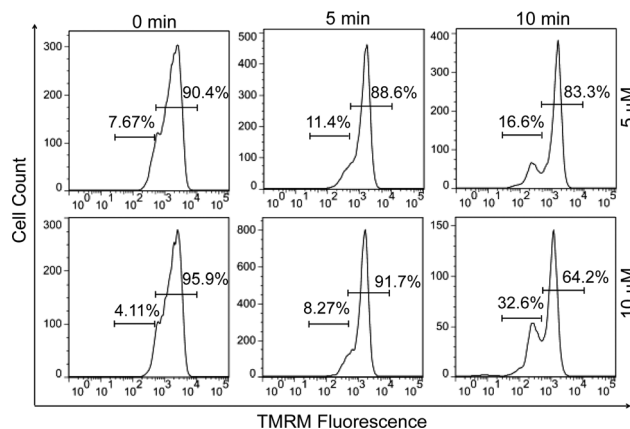 0 min 5 min 10 min
300 200 100 0
90.4%
7.67%
10^0 10^1 10^2 10^3 10^4 10^5
500 400 300 200 100 0
88.6%
11.4%
10^0 10^1 10^2 10^3 10^4 10^5
400 300 200 100 0
83.3%
16.6%
10^0 10^1 10^2 10^3 10^4 10^5
5 µM
300 200 100 0
95.9%
4.11%
10^0 10^1 10^2 10^3 10^4 10^5
800 600 400 200 0
91.7%
8.27%
10^0 10^1 10^2 10^3 10^4 10^5
150 100 50 0
64.2%
32.6%
10^0 10^1 10^2 10^3 10^4 10^5
10 µM
Cell Count
TMRM Fluorescence